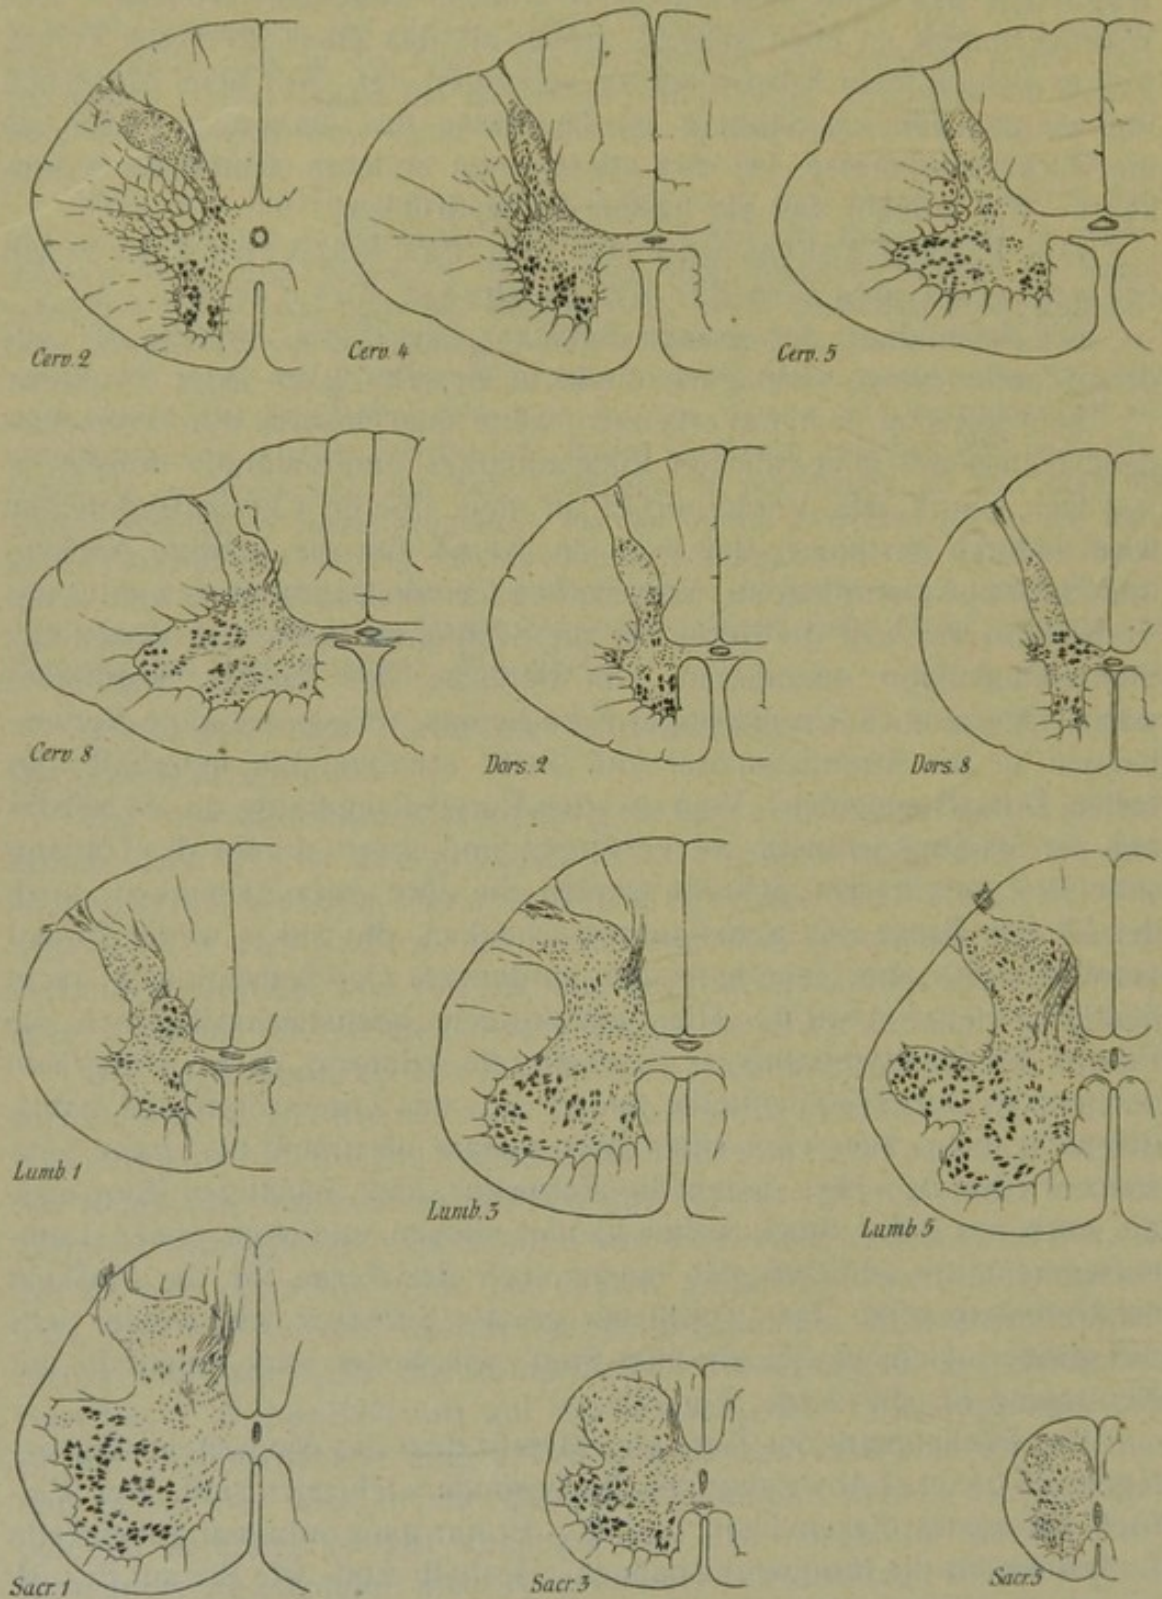 Cerv. 2
Cerv. 4
Cerv. 5
Cerv. 8
Dors. 2
Dors. 8
Lumb. 1
Lumb. 3
Lumb. 5
Sacr. 1
Sacr. 3
Sacr. 5